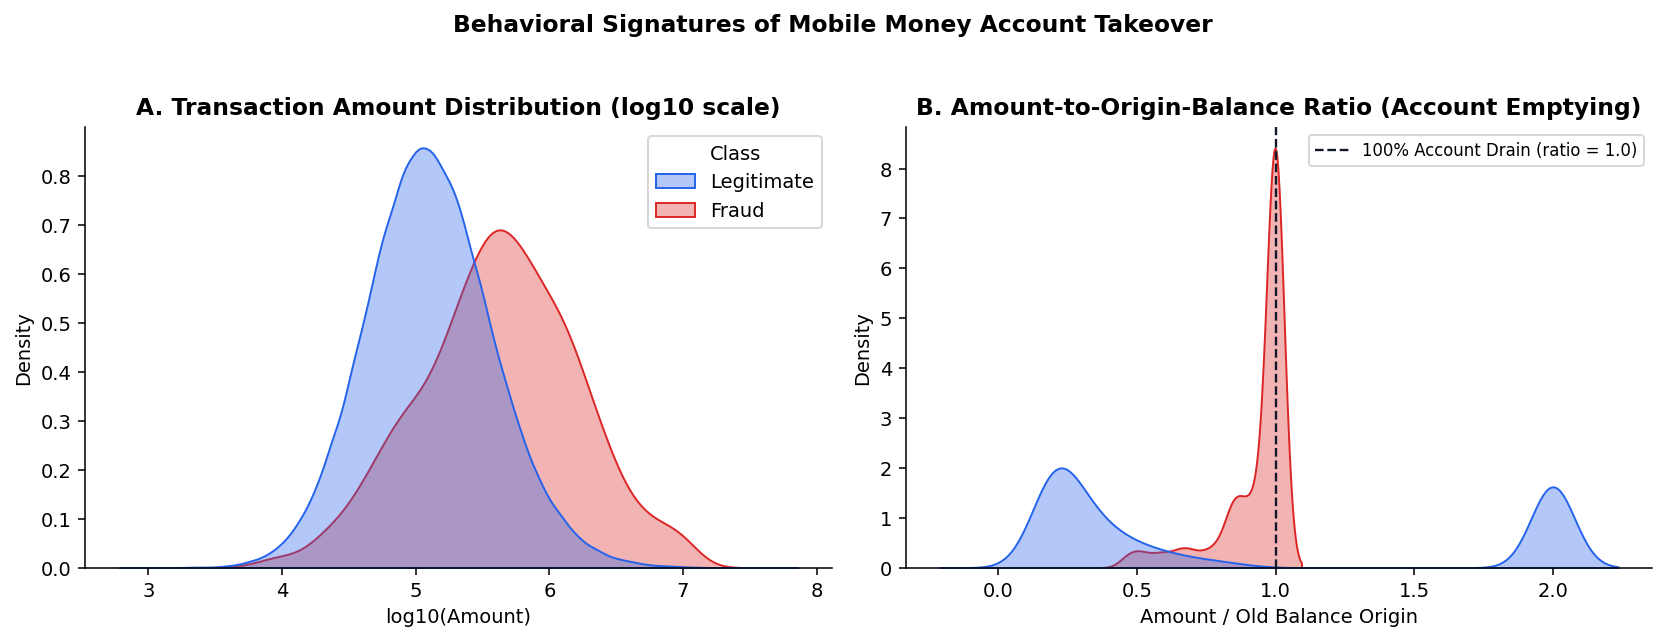 Behavioral Signatures of Mobile Money Account Takeover
A. Transaction Amount Distribution (log10 scale)
Class
Legitimate
Fraud
Density
0.8
0.7
0.6
0.5
0.4
0.3
0.2
0.1
0.0
3 4 5 6 7 8
log10(Amount)
B. Amount-to-Origin-Balance Ratio (Account Emptying)
100% Account Drain (ratio = 1.0)
Density
8
7
6
5
4
3
2
1
0
0.0 0.5 1.0 1.5 2.0
Amount / Old Balance Origin